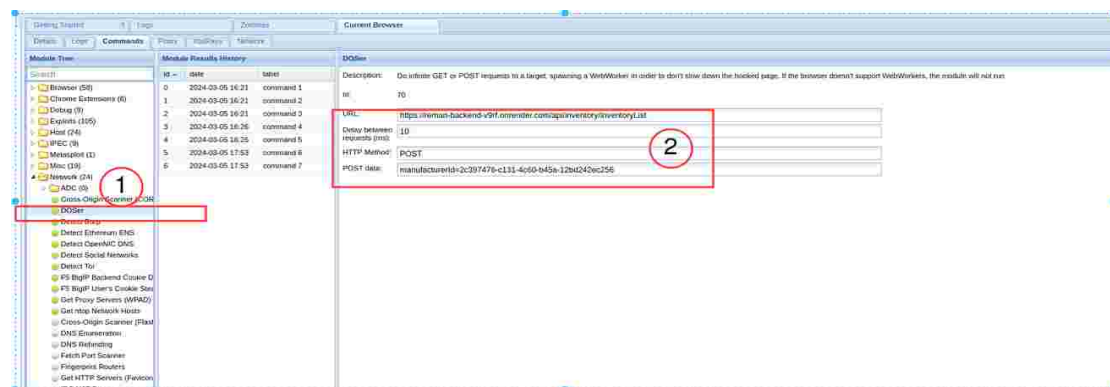 Getting Started Logs Zombies Current Browser
Details Logs Commands Proxy XssRays Network
Module Tree
Search
Browser (58)
Chrome Extensions (6)
Debug (9)
Exploits (105)
Host (24)
IPEC (9)
Metasploit (1)
Misc (19)
Network (24)
ADC (0)
Cross-Origin Scanner (COR
DOSer
Detect Burp
Detect Ethereum ENS
Detect OpenNIC DNS
Detect Social Networks
Detect Tor
F5 BigIP Backend Cookie D
F5 BigIP User's Cookie Stea
Get Proxy Servers (WPAD)
Get ntop Network Hosts
Cross-Origin Scanner (Flash
DNS Enumeration
DNS Rebinding
Fetch Port Scanner
Fingerprint Routers
Get HTTP Servers (Favicon
1
Module Results History
id date label
0 2024-03-05 16:21 command 1
1 2024-03-05 16:21 command 2
2 2024-03-05 16:21 command 3
3 2024-03-05 16:26 command 4
4 2024-03-05 16:26 command 5
5 2024-03-05 17:53 command 6
6 2024-03-05 17:53 command 7
DOSer
Description: Do infinite GET or POST requests to a target, spawning a WebWorker in order to don't slow down the hooked page. If the browser doesn't support WebWorkers, the module will not run
Id: 70
URL: https://reman-backend-v9rf.onrender.com/api/inventory/inventoryList
Delay between requests (ms): 10
HTTP Method: POST
POST data: manufacturerId=2c397476-c131-4c60-b45a-12bd242ec256
2